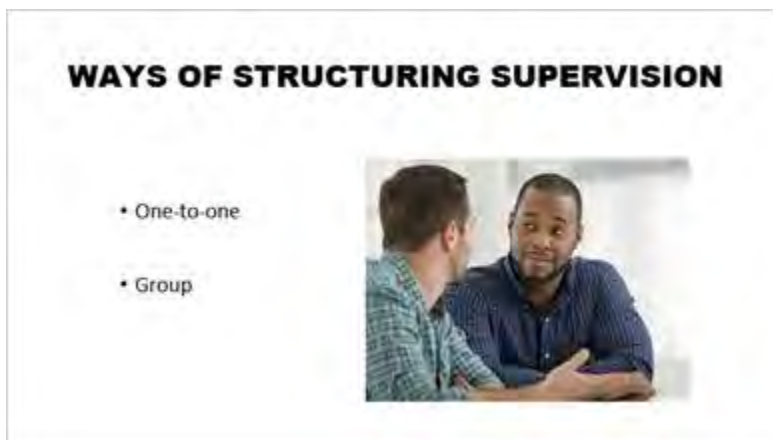 WAYS OF STRUCTURING SUPERVISION
• One-to-one
• Group